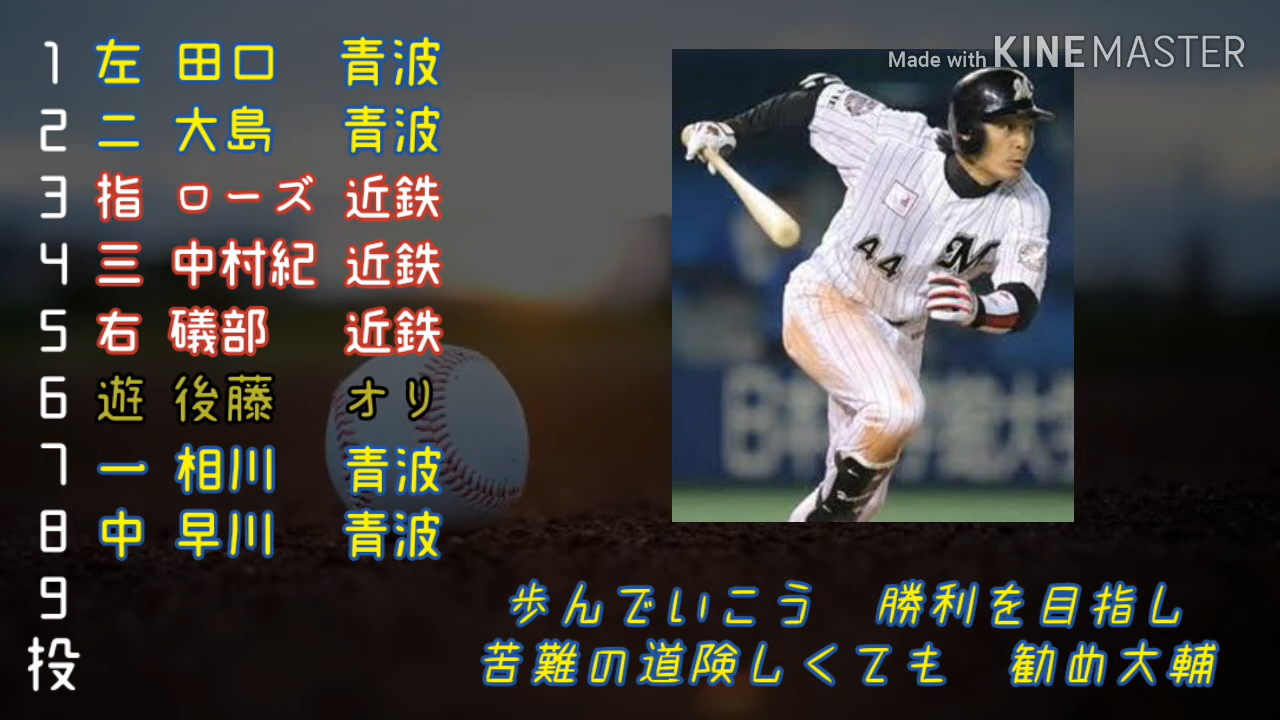 Made with KINEMASTER
1 左 田口 青波
2 二 大島 青波
3 指 ローズ 近鉄
4 三 中村紀 近鉄
5 右 礒部 近鉄
6 遊 後藤 オリ
7 一 相川 青波
8 中 早川 青波
9
投
M
44 M
歩んでいこう 勝利を目指し
苦難の道険しくても 勧め大輔